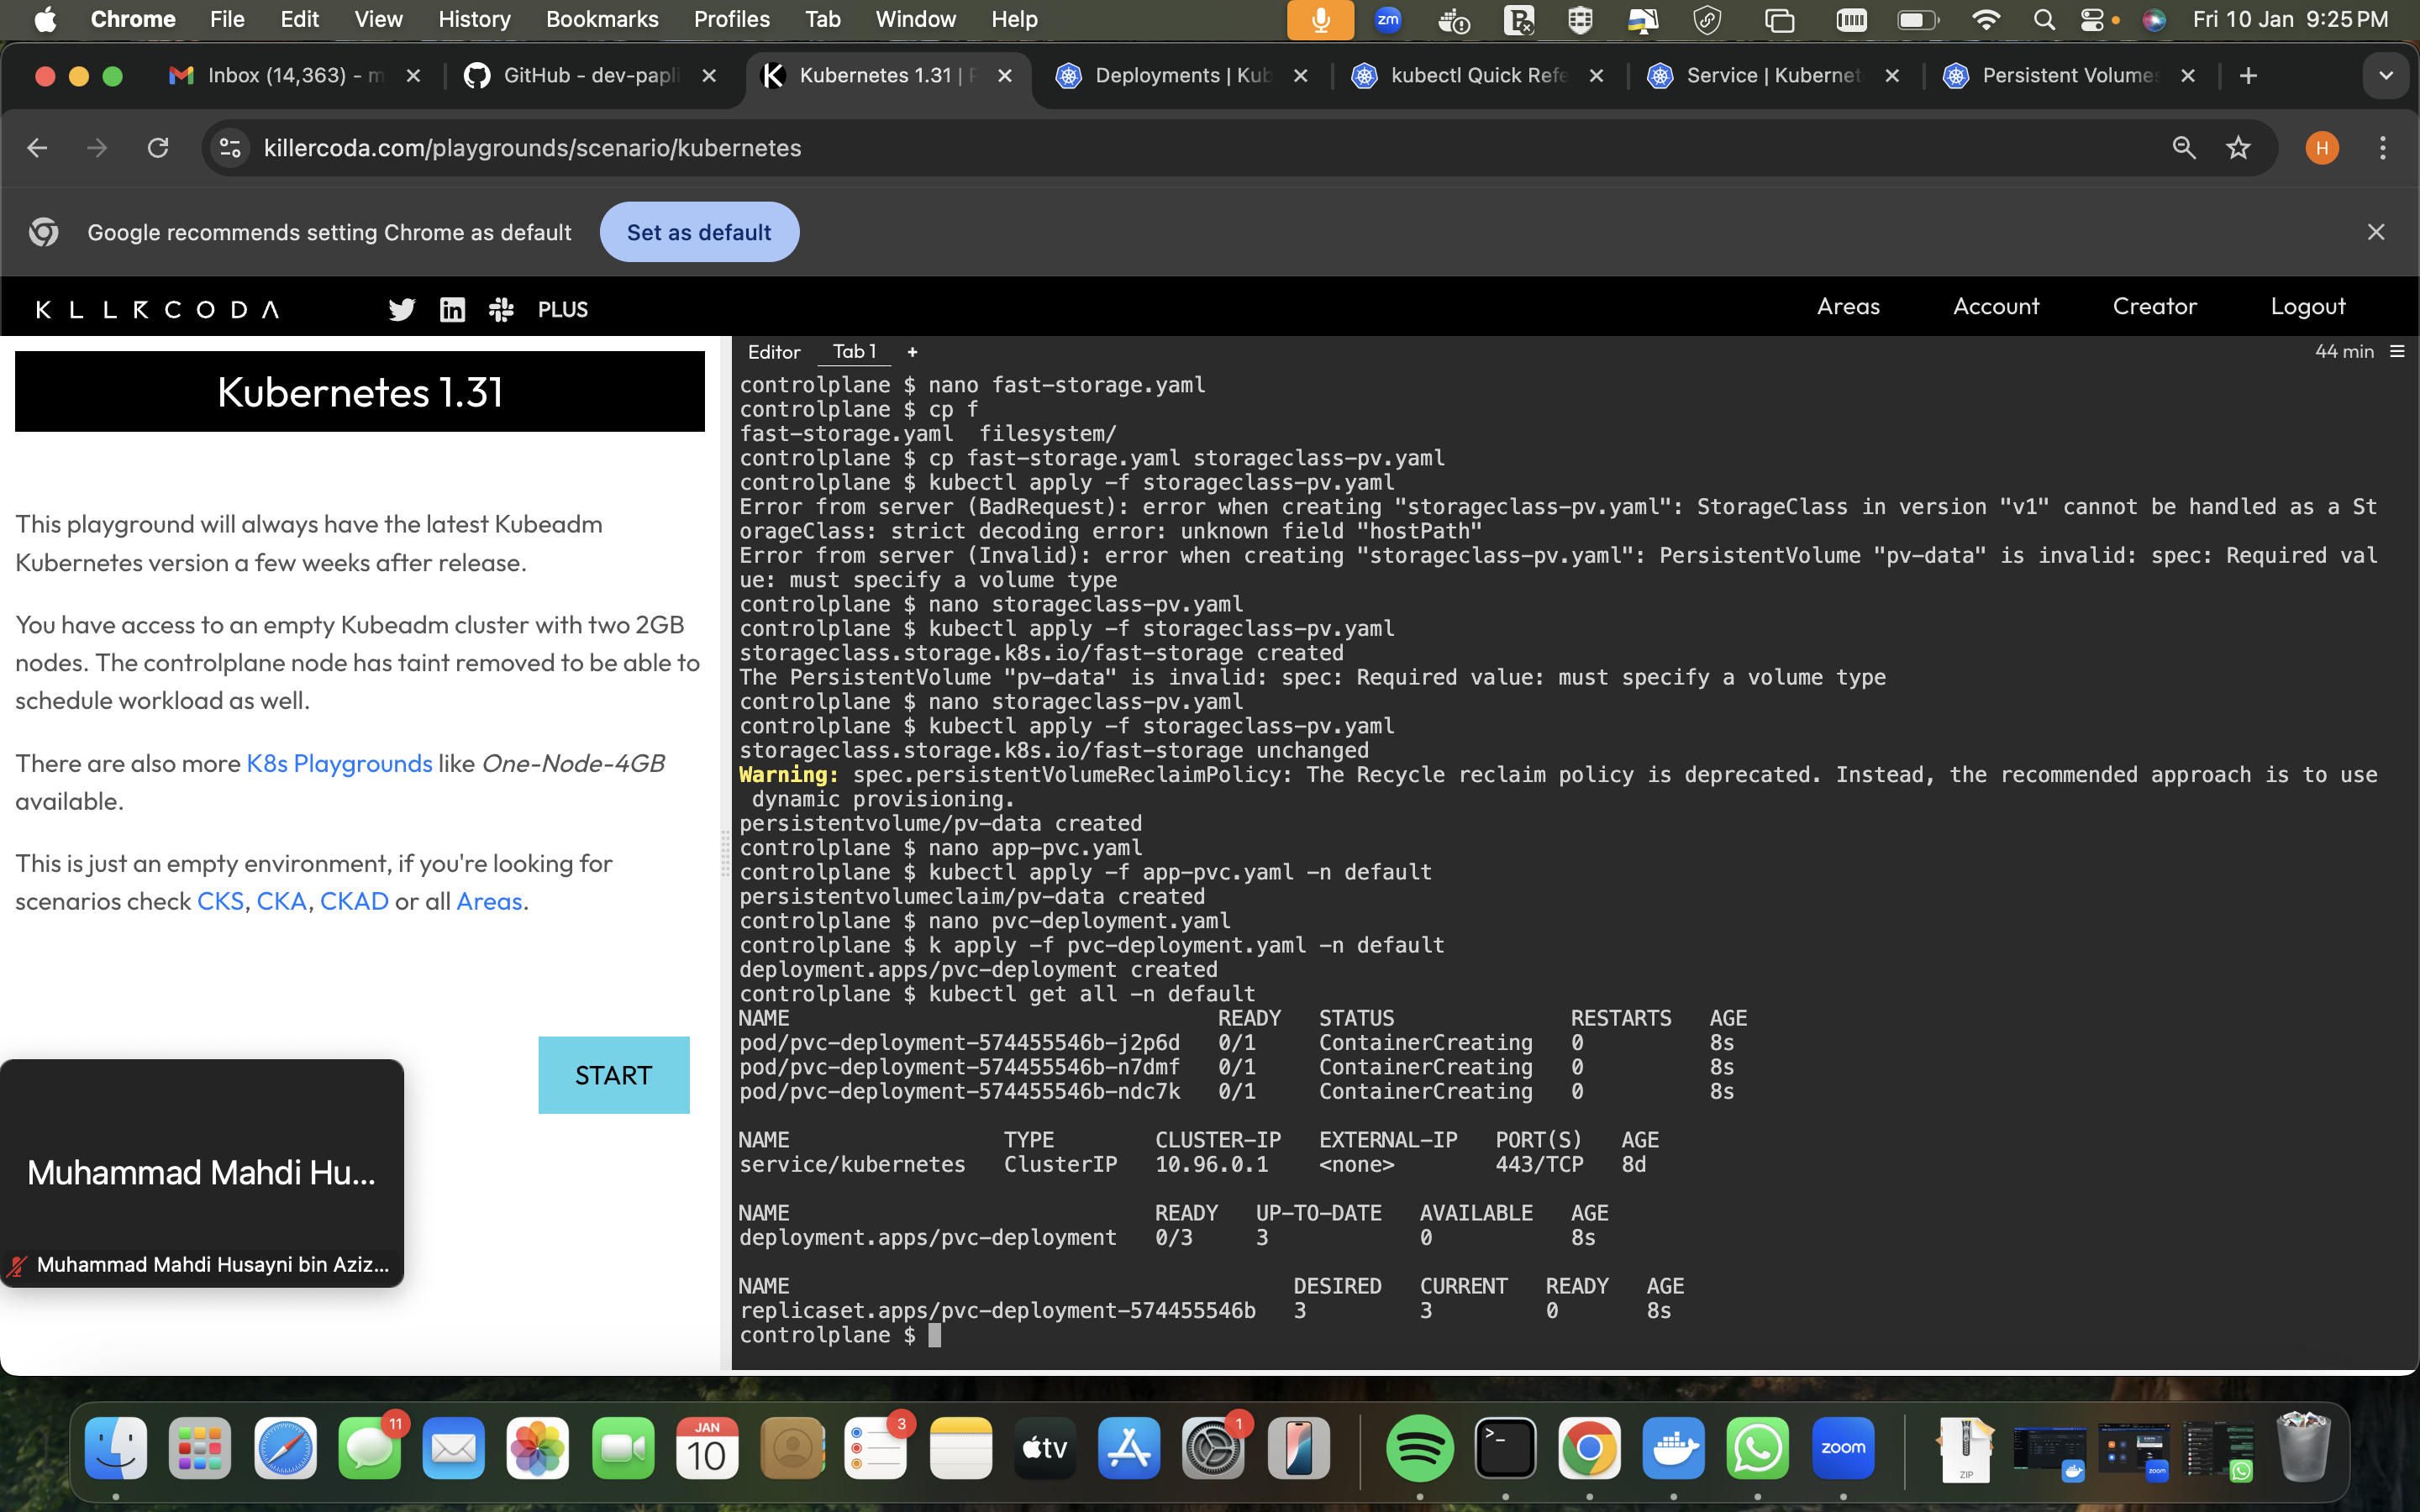 Chrome File Edit View History Bookmarks Profiles Tab Window Help
zm
Fri 10 Jan 9:25 PM
Inbox (14,363) - m
GitHub - dev-papli
Kubernetes 1.31 | P
Deployments | Kub
kubectl Quick Refe
Service | Kubernet
Persistent Volumes
killercoda.com/playgrounds/scenario/kubernetes
H
Google recommends setting Chrome as default
Set as default
KLLRCODA
PLUS
Areas Account Creator Logout
Kubernetes 1.31
This playground will always have the latest Kubeadm
Kubernetes version a few weeks after release.
You have access to an empty Kubeadm cluster with two 2GB
nodes. The controlplane node has taint removed to be able to
schedule workload as well.
There are also more K8s Playgrounds like One-Node-4GB
available.
This is just an empty environment, if you're looking for
scenarios check CKS, CKA, CKAD or all Areas.
START
Muhammad Mahdi Hu...
Muhammad Mahdi Husayni bin Aziz...
Editor Tab 1 +
44 min
controlplane $ nano fast-storage.yaml
controlplane $ cp f
fast-storage.yaml  filesystem/
controlplane $ cp fast-storage.yaml storageclass-pv.yaml
controlplane $ kubectl apply -f storageclass-pv.yaml
Error from server (BadRequest): error when creating "storageclass-pv.yaml": StorageClass in version "v1" cannot be handled as a St
orageClass: strict decoding error: unknown field "hostPath"
Error from server (Invalid): error when creating "storageclass-pv.yaml": PersistentVolume "pv-data" is invalid: spec: Required val
ue: must specify a volume type
controlplane $ nano storageclass-pv.yaml
controlplane $ kubectl apply -f storageclass-pv.yaml
storageclass.storage.k8s.io/fast-storage created
The PersistentVolume "pv-data" is invalid: spec: Required value: must specify a volume type
controlplane $ nano storageclass-pv.yaml
controlplane $ kubectl apply -f storageclass-pv.yaml
storageclass.storage.k8s.io/fast-storage unchanged
Warning: spec.persistentVolumeReclaimPolicy: The Recycle reclaim policy is deprecated. Instead, the recommended approach is to use
dynamic provisioning.
persistentvolume/pv-data created
controlplane $ nano app-pvc.yaml
controlplane $ kubectl apply -f app-pvc.yaml -n default
persistentvolumeclaim/pv-data created
controlplane $ nano pvc-deployment.yaml
controlplane $ k apply -f pvc-deployment.yaml -n default
deployment.apps/pvc-deployment created
controlplane $ kubectl get all -n default
NAME READY STATUS RESTARTS AGE
pod/pvc-deployment-574455546b-j2p6d 0/1 ContainerCreating 0 8s
pod/pvc-deployment-574455546b-n7dmf 0/1 ContainerCreating 0 8s
pod/pvc-deployment-574455546b-ndc7k 0/1 ContainerCreating 0 8s
NAME TYPE CLUSTER-IP EXTERNAL-IP PORT(S) AGE
service/kubernetes ClusterIP 10.96.0.1 <none> 443/TCP 8d
NAME READY UP-TO-DATE AVAILABLE AGE
deployment.apps/pvc-deployment 0/3 3 0 8s
NAME DESIRED CURRENT READY AGE
replicaset.apps/pvc-deployment-574455546b 3 3 0 8s
controlplane $
11
JAN
10
3
tv
1
>_
zoom
ZIP
zoom